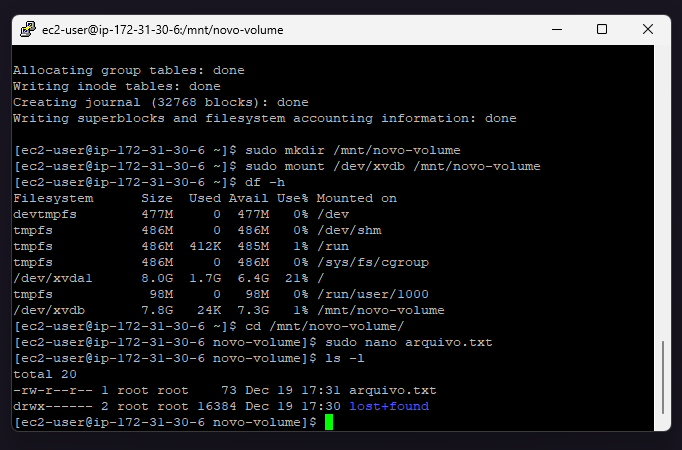 ec2-user@ip-172-31-30-6:/mnt/novo-volume
Allocating group tables: done
Writing inode tables: done
Creating journal (32768 blocks): done
Writing superblocks and filesystem accounting information: done
[ec2-user@ip-172-31-30-6 ~]$ sudo mkdir /mnt/novo-volume
[ec2-user@ip-172-31-30-6 ~]$ sudo mount /dev/xvdb /mnt/novo-volume
[ec2-user@ip-172-31-30-6 ~]$ df -h
Filesystem      Size  Used Avail Use% Mounted on
devtmpfs        477M     0  477M   0% /dev
tmpfs           486M     0  486M   0% /dev/shm
tmpfs           486M  412K  485M   1% /run
tmpfs           486M     0  486M   0% /sys/fs/cgroup
/dev/xvda1      8.0G  1.7G  6.4G  21% /
tmpfs            98M     0   98M   0% /run/user/1000
/dev/xvdb       7.8G   24K  7.3G   1% /mnt/novo-volume
[ec2-user@ip-172-31-30-6 ~]$ cd /mnt/novo-volume/
[ec2-user@ip-172-31-30-6 novo-volume]$ sudo nano arquivo.txt
[ec2-user@ip-172-31-30-6 novo-volume]$ ls -l
total 20
-rw-r--r-- 1 root root    73 Dec 19 17:31 arquivo.txt
drwx------ 2 root root 16384 Dec 19 17:30 lost+found
[ec2-user@ip-172-31-30-6 novo-volume]$